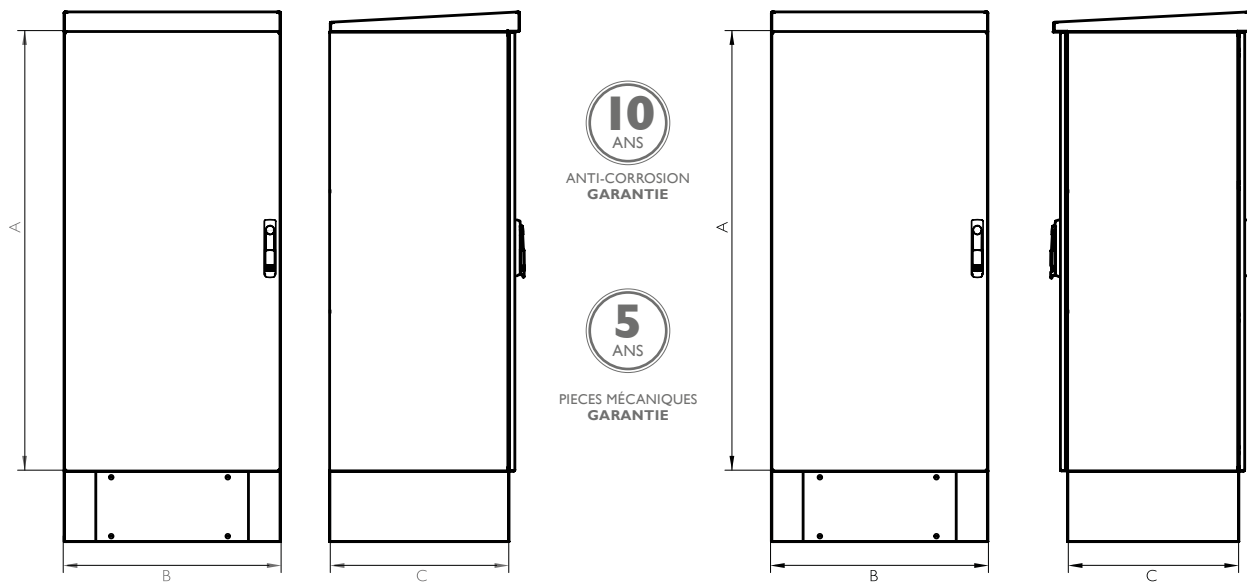 10
ANS
ANTI-CORROSION
GARANTIE
A
A
5
ANS
PIECES MÉCANIQUES
GARANTIE
B
C
B
C